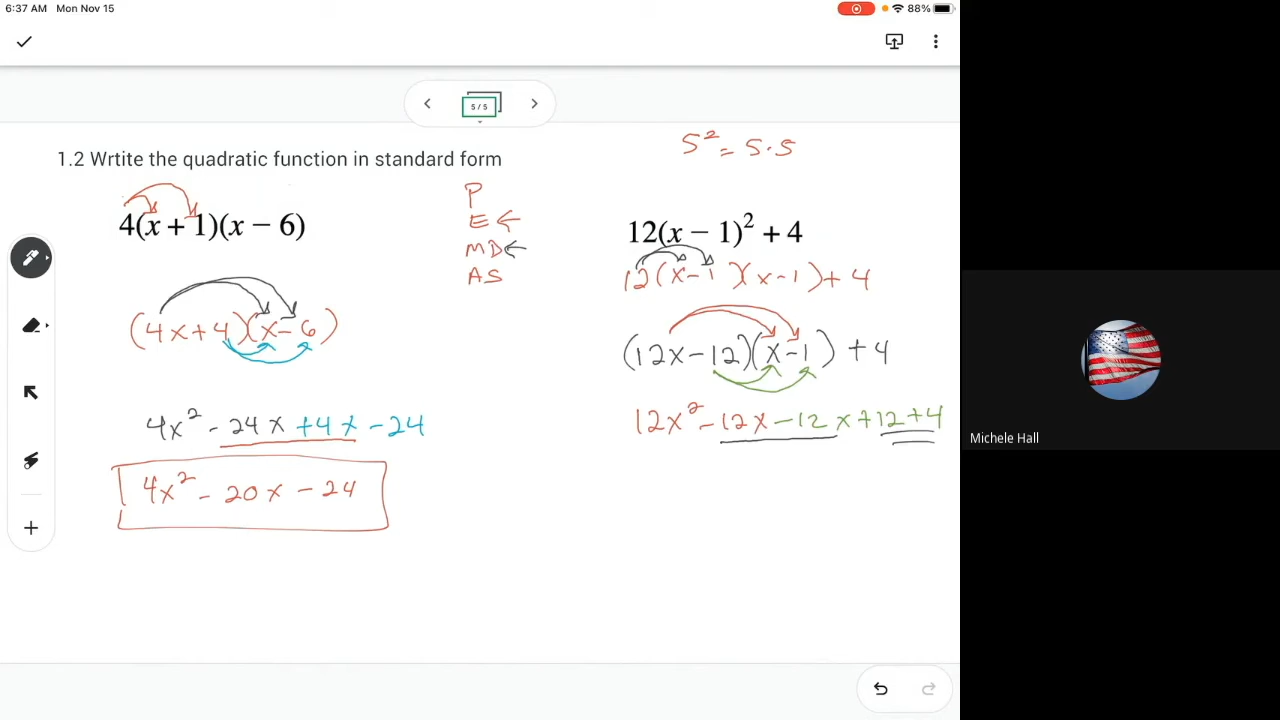 6:37 AM Mon Nov 15
88%
5 / 5
1.2 Wrtite the quadratic function in standard form
4(x + 1)(x − 6)
(4x+4)(x-6)
4x² - 24x +4x -24
4x² - 20x - 24
P
E ←
MD ←
AS
5² = 5·5
12(x − 1)² + 4
12(x-1)(x-1)+4
(12x-12)(x-1) +4
12x² -12x -12x +12+4
Michele Hall